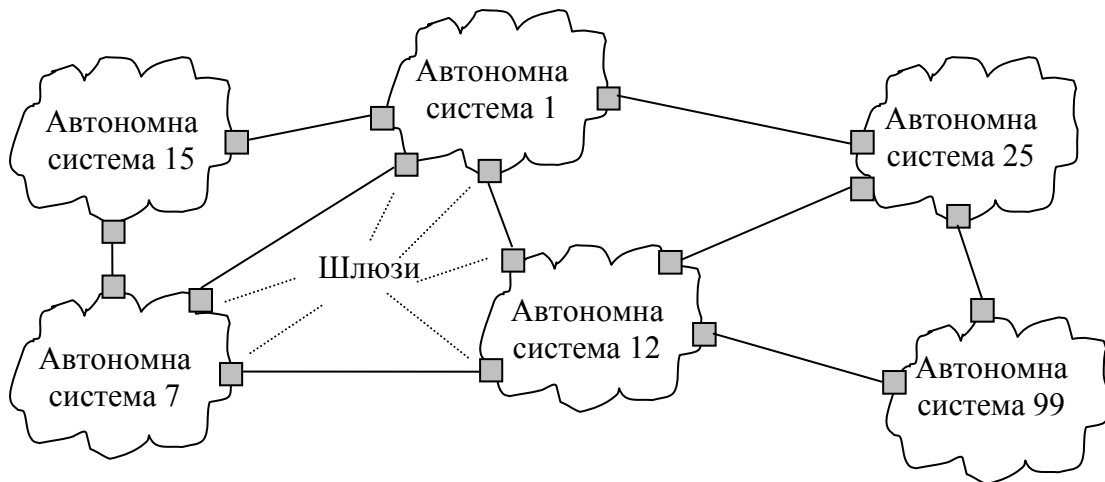 Автономна
система 1
Автономна
система 15
Автономна
система 25
Шлюзи
Автономна
система 12
Автономна
система 7
Автономна
система 99